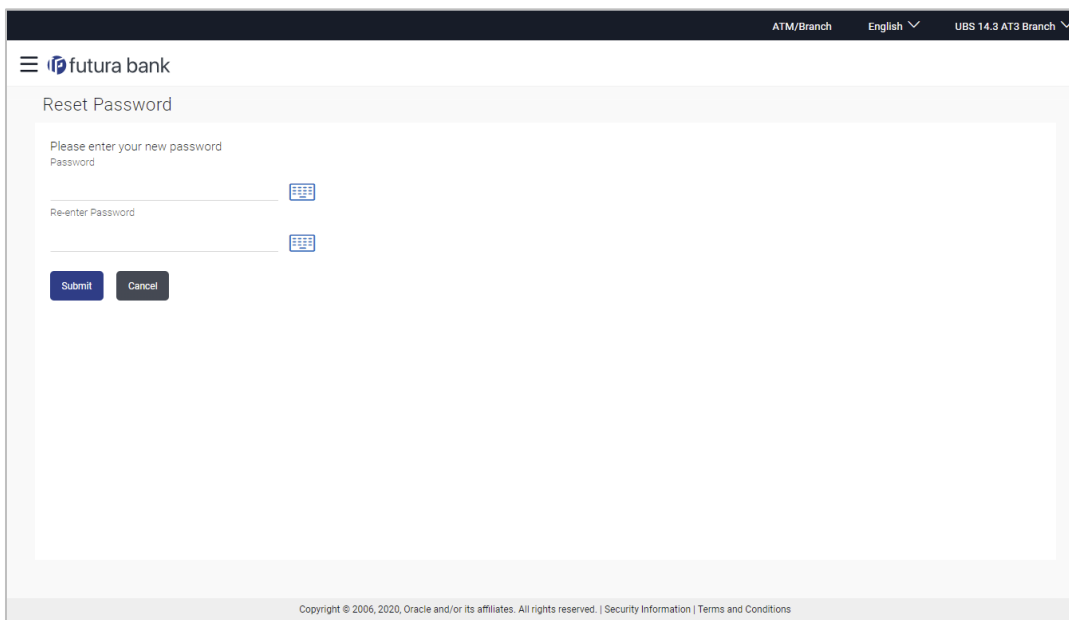 ATM/Branch English UBS 14.3 AT3 Branch
futura bank
Reset Password
Please enter your new password
Password
Re-enter Password
Submit Cancel
Copyright © 2006, 2020, Oracle and/or its affiliates. All rights reserved. | Security Information | Terms and Conditions